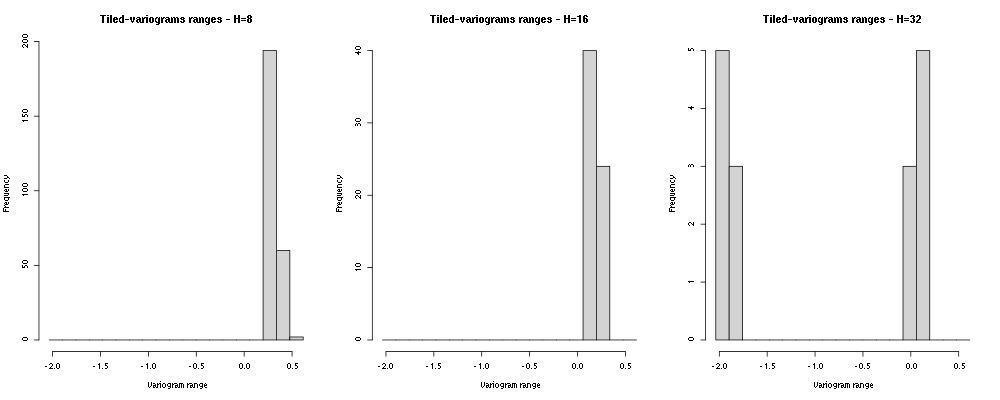 Tiled-variograms ranges - H=8
200
150
100
50
0
Frequency
-2.0 -1.5 -1.0 -0.5 0.0 0.5
Variogram range
Tiled-variograms ranges - H=16
40
30
20
10
0
Frequency
-2.0 -1.5 -1.0 -0.5 0.0 0.5
Variogram range
Tiled-variograms ranges - H=32
5
4
3
2
1
0
Frequency
-2.0 -1.5 -1.0 -0.5 0.0 0.5
Variogram range